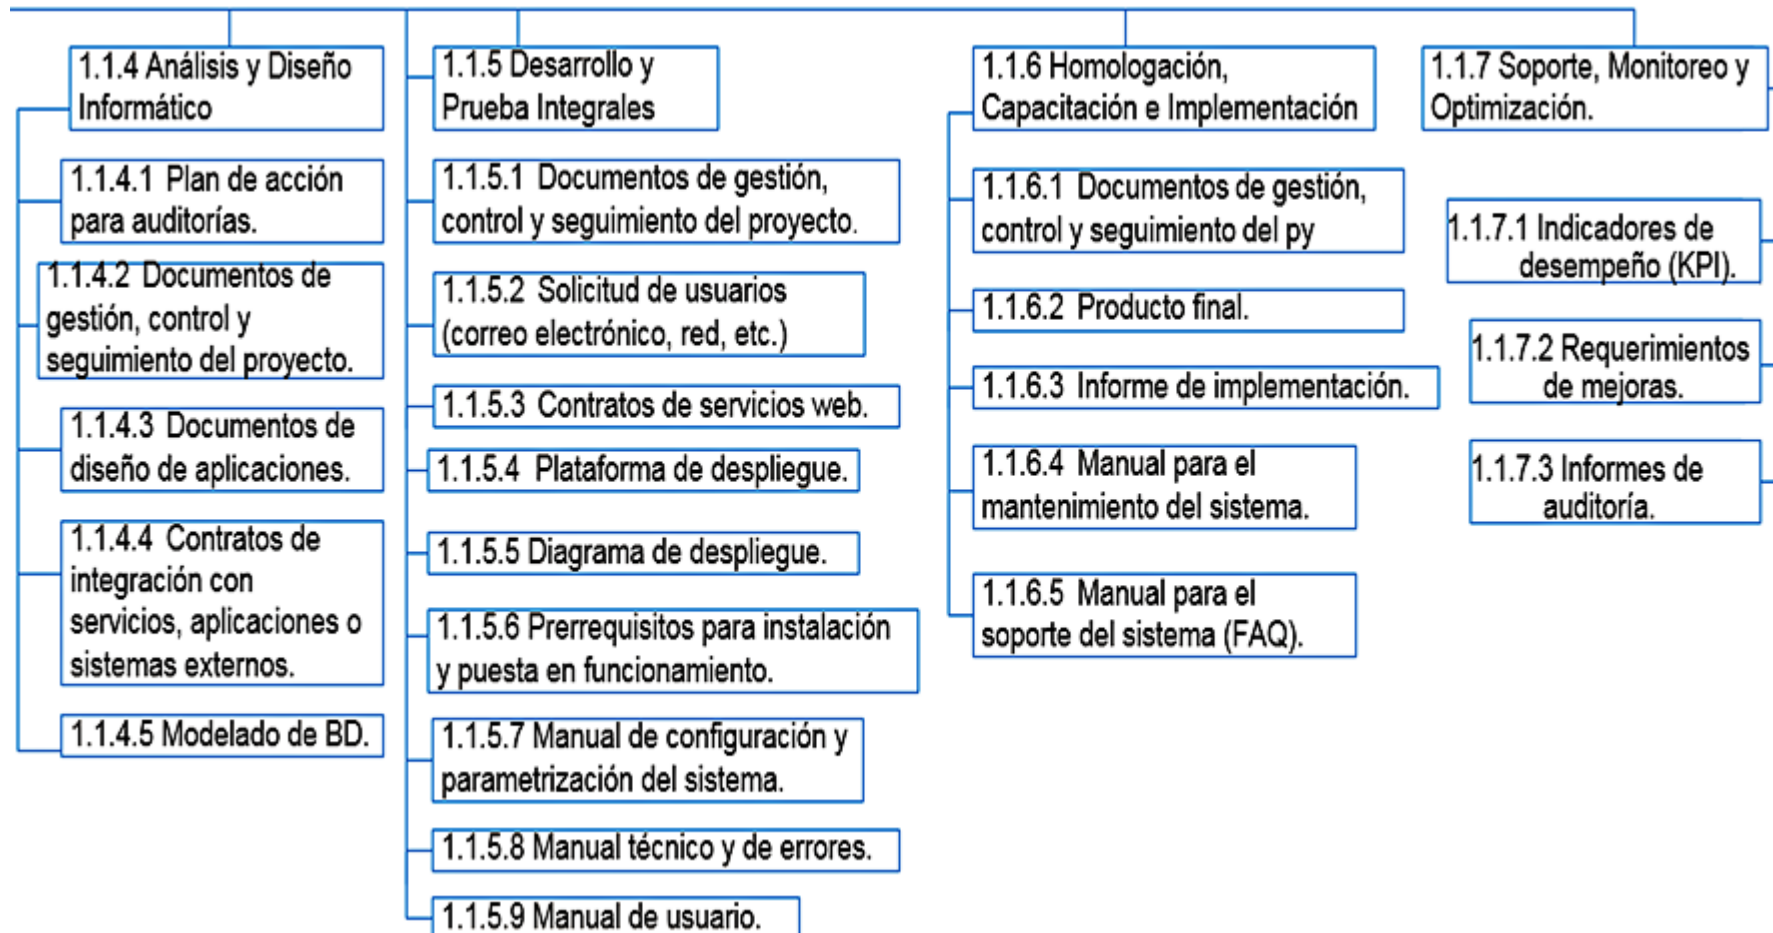 1.1.4 Análisis y Diseño
Informático
1.1.4.1 Plan de acción
para auditorías.
1.1.4.2 Documentos de
gestión, control y
seguimiento del proyecto.
1.1.4.3 Documentos de
diseño de aplicaciones.
1.1.4.4 Contratos de
integración con
servicios, aplicaciones o
sistemas externos.
1.1.4.5 Modelado de BD.
1.1.5 Desarrollo y
Prueba Integrales
1.1.5.1 Documentos de gestión,
control y seguimiento del proyecto.
1.1.5.2 Solicitud de usuarios
(correo electrónico, red, etc.)
1.1.5.3 Contratos de servicios web.
1.1.5.4 Plataforma de despliegue.
1.1.5.5 Diagrama de despliegue.
1.1.5.6 Prerrequisitos para instalación
y puesta en funcionamiento.
1.1.5.7 Manual de configuración y
parametrización del sistema.
1.1.5.8 Manual técnico y de errores.
1.1.5.9 Manual de usuario.
1.1.6 Homologación,
Capacitación e Implementación
1.1.6.1 Documentos de gestión,
control y seguimiento del py
1.1.6.2 Producto final.
1.1.6.3 Informe de implementación.
1.1.6.4 Manual para el
mantenimiento del sistema.
1.1.6.5 Manual para el
soporte del sistema (FAQ).
1.1.7 Soporte, Monitoreo y
Optimización.
1.1.7.1 Indicadores de
desempeño (KPI).
1.1.7.2 Requerimientos
de mejoras.
1.1.7.3 Informes de
auditoría.